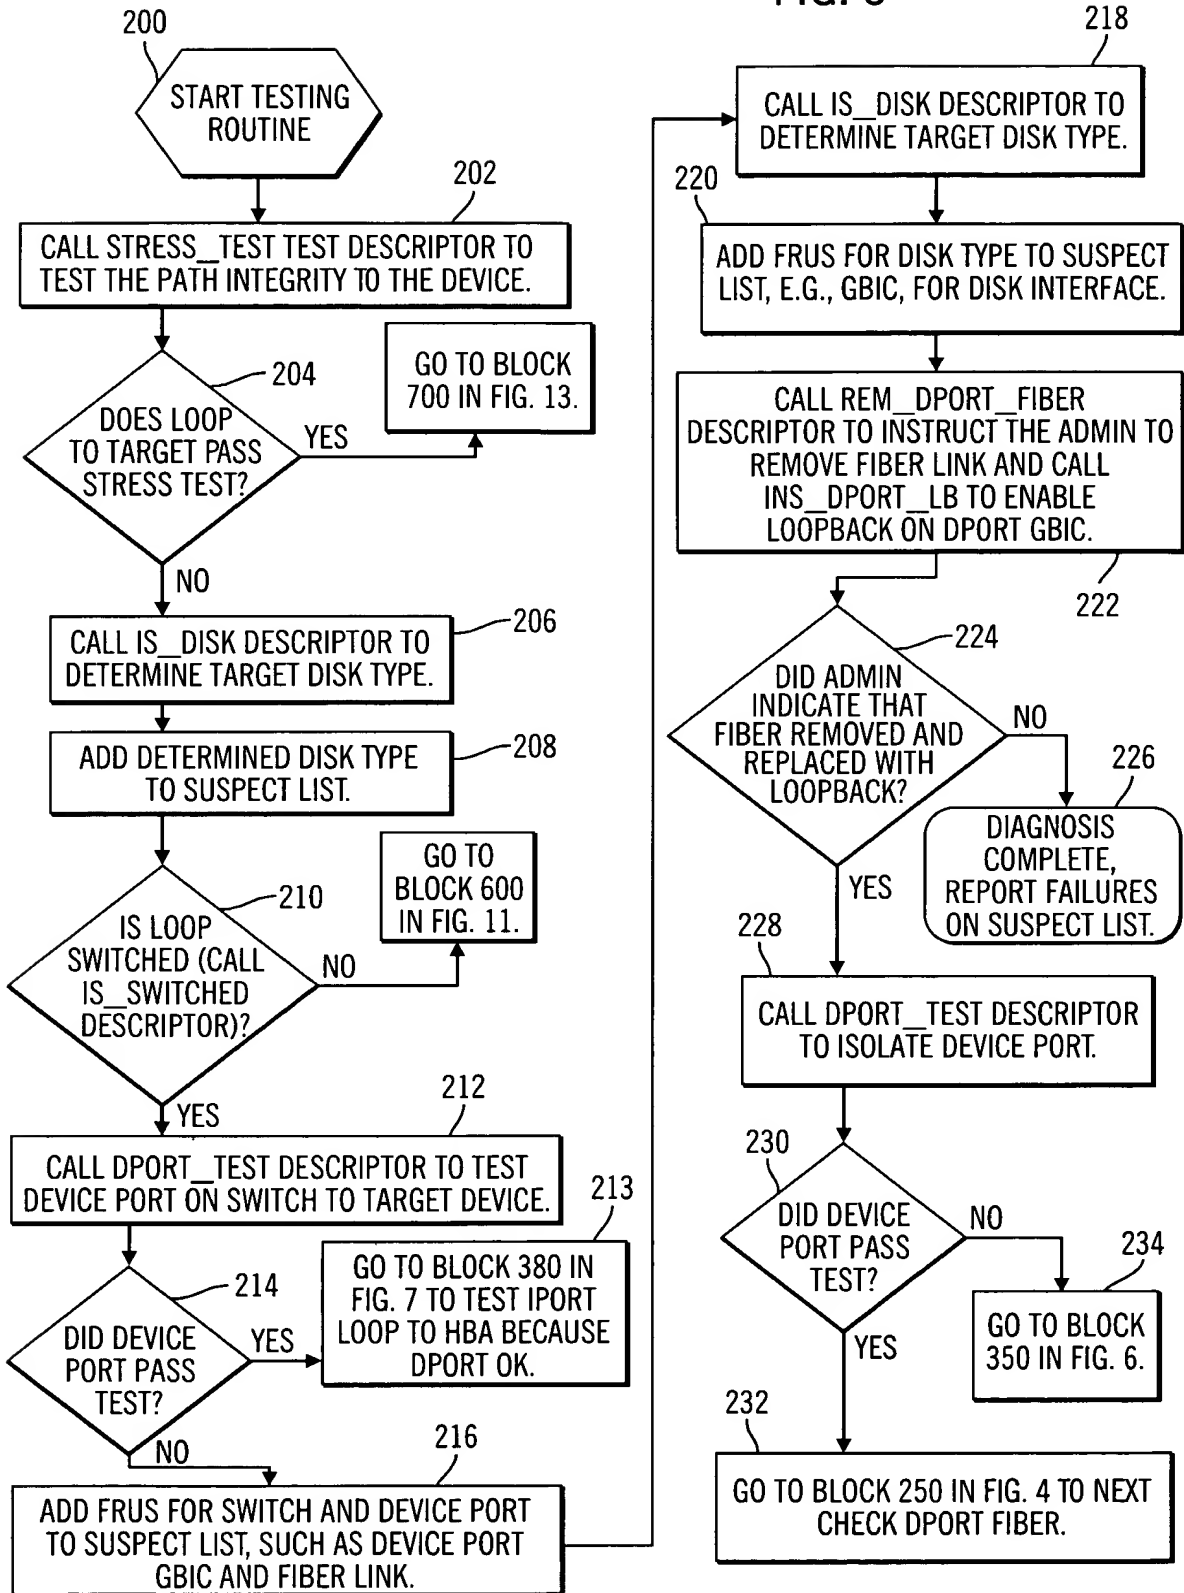 200
START TESTING
ROUTINE
202
CALL STRESS_TEST TEST DESCRIPTOR TO
TEST THE PATH INTEGRITY TO THE DEVICE.
204
DOES LOOP
TO TARGET PASS
STRESS TEST?
YES
GO TO BLOCK
700 IN FIG. 13.
NO
206
CALL IS_DISK DESCRIPTOR TO
DETERMINE TARGET DISK TYPE.
208
ADD DETERMINED DISK TYPE
TO SUSPECT LIST.
210
IS LOOP
SWITCHED (CALL
IS_SWITCHED
DESCRIPTOR)?
NO
GO TO
BLOCK 600
IN FIG. 11.
YES
212
CALL DPORT_TEST DESCRIPTOR TO TEST
DEVICE PORT ON SWITCH TO TARGET DEVICE.
213
GO TO BLOCK 380 IN
FIG. 7 TO TEST IPORT
LOOP TO HBA BECAUSE
DPORT OK.
214
DID DEVICE
PORT PASS
TEST?
YES
NO
216
ADD FRUS FOR SWITCH AND DEVICE PORT
TO SUSPECT LIST, SUCH AS DEVICE PORT
GBIC AND FIBER LINK.
218
CALL IS_DISK DESCRIPTOR TO
DETERMINE TARGET DISK TYPE.
220
ADD FRUS FOR DISK TYPE TO SUSPECT
LIST, E.G., GBIC, FOR DISK INTERFACE.
CALL REM_DPORT_FIBER
DESCRIPTOR TO INSTRUCT THE ADMIN TO
REMOVE FIBER LINK AND CALL
INS_DPORT_LB TO ENABLE
LOOPBACK ON DPORT GBIC.
222
224
DID ADMIN
INDICATE THAT
FIBER REMOVED AND
REPLACED WITH
LOOPBACK?
NO
226
DIAGNOSIS
COMPLETE,
REPORT FAILURES
ON SUSPECT LIST.
YES
228
CALL DPORT_TEST DESCRIPTOR
TO ISOLATE DEVICE PORT.
230
DID DEVICE
PORT PASS
TEST?
NO
234
GO TO BLOCK
350 IN FIG. 6.
YES
232
GO TO BLOCK 250 IN FIG. 4 TO NEXT
CHECK DPORT FIBER.